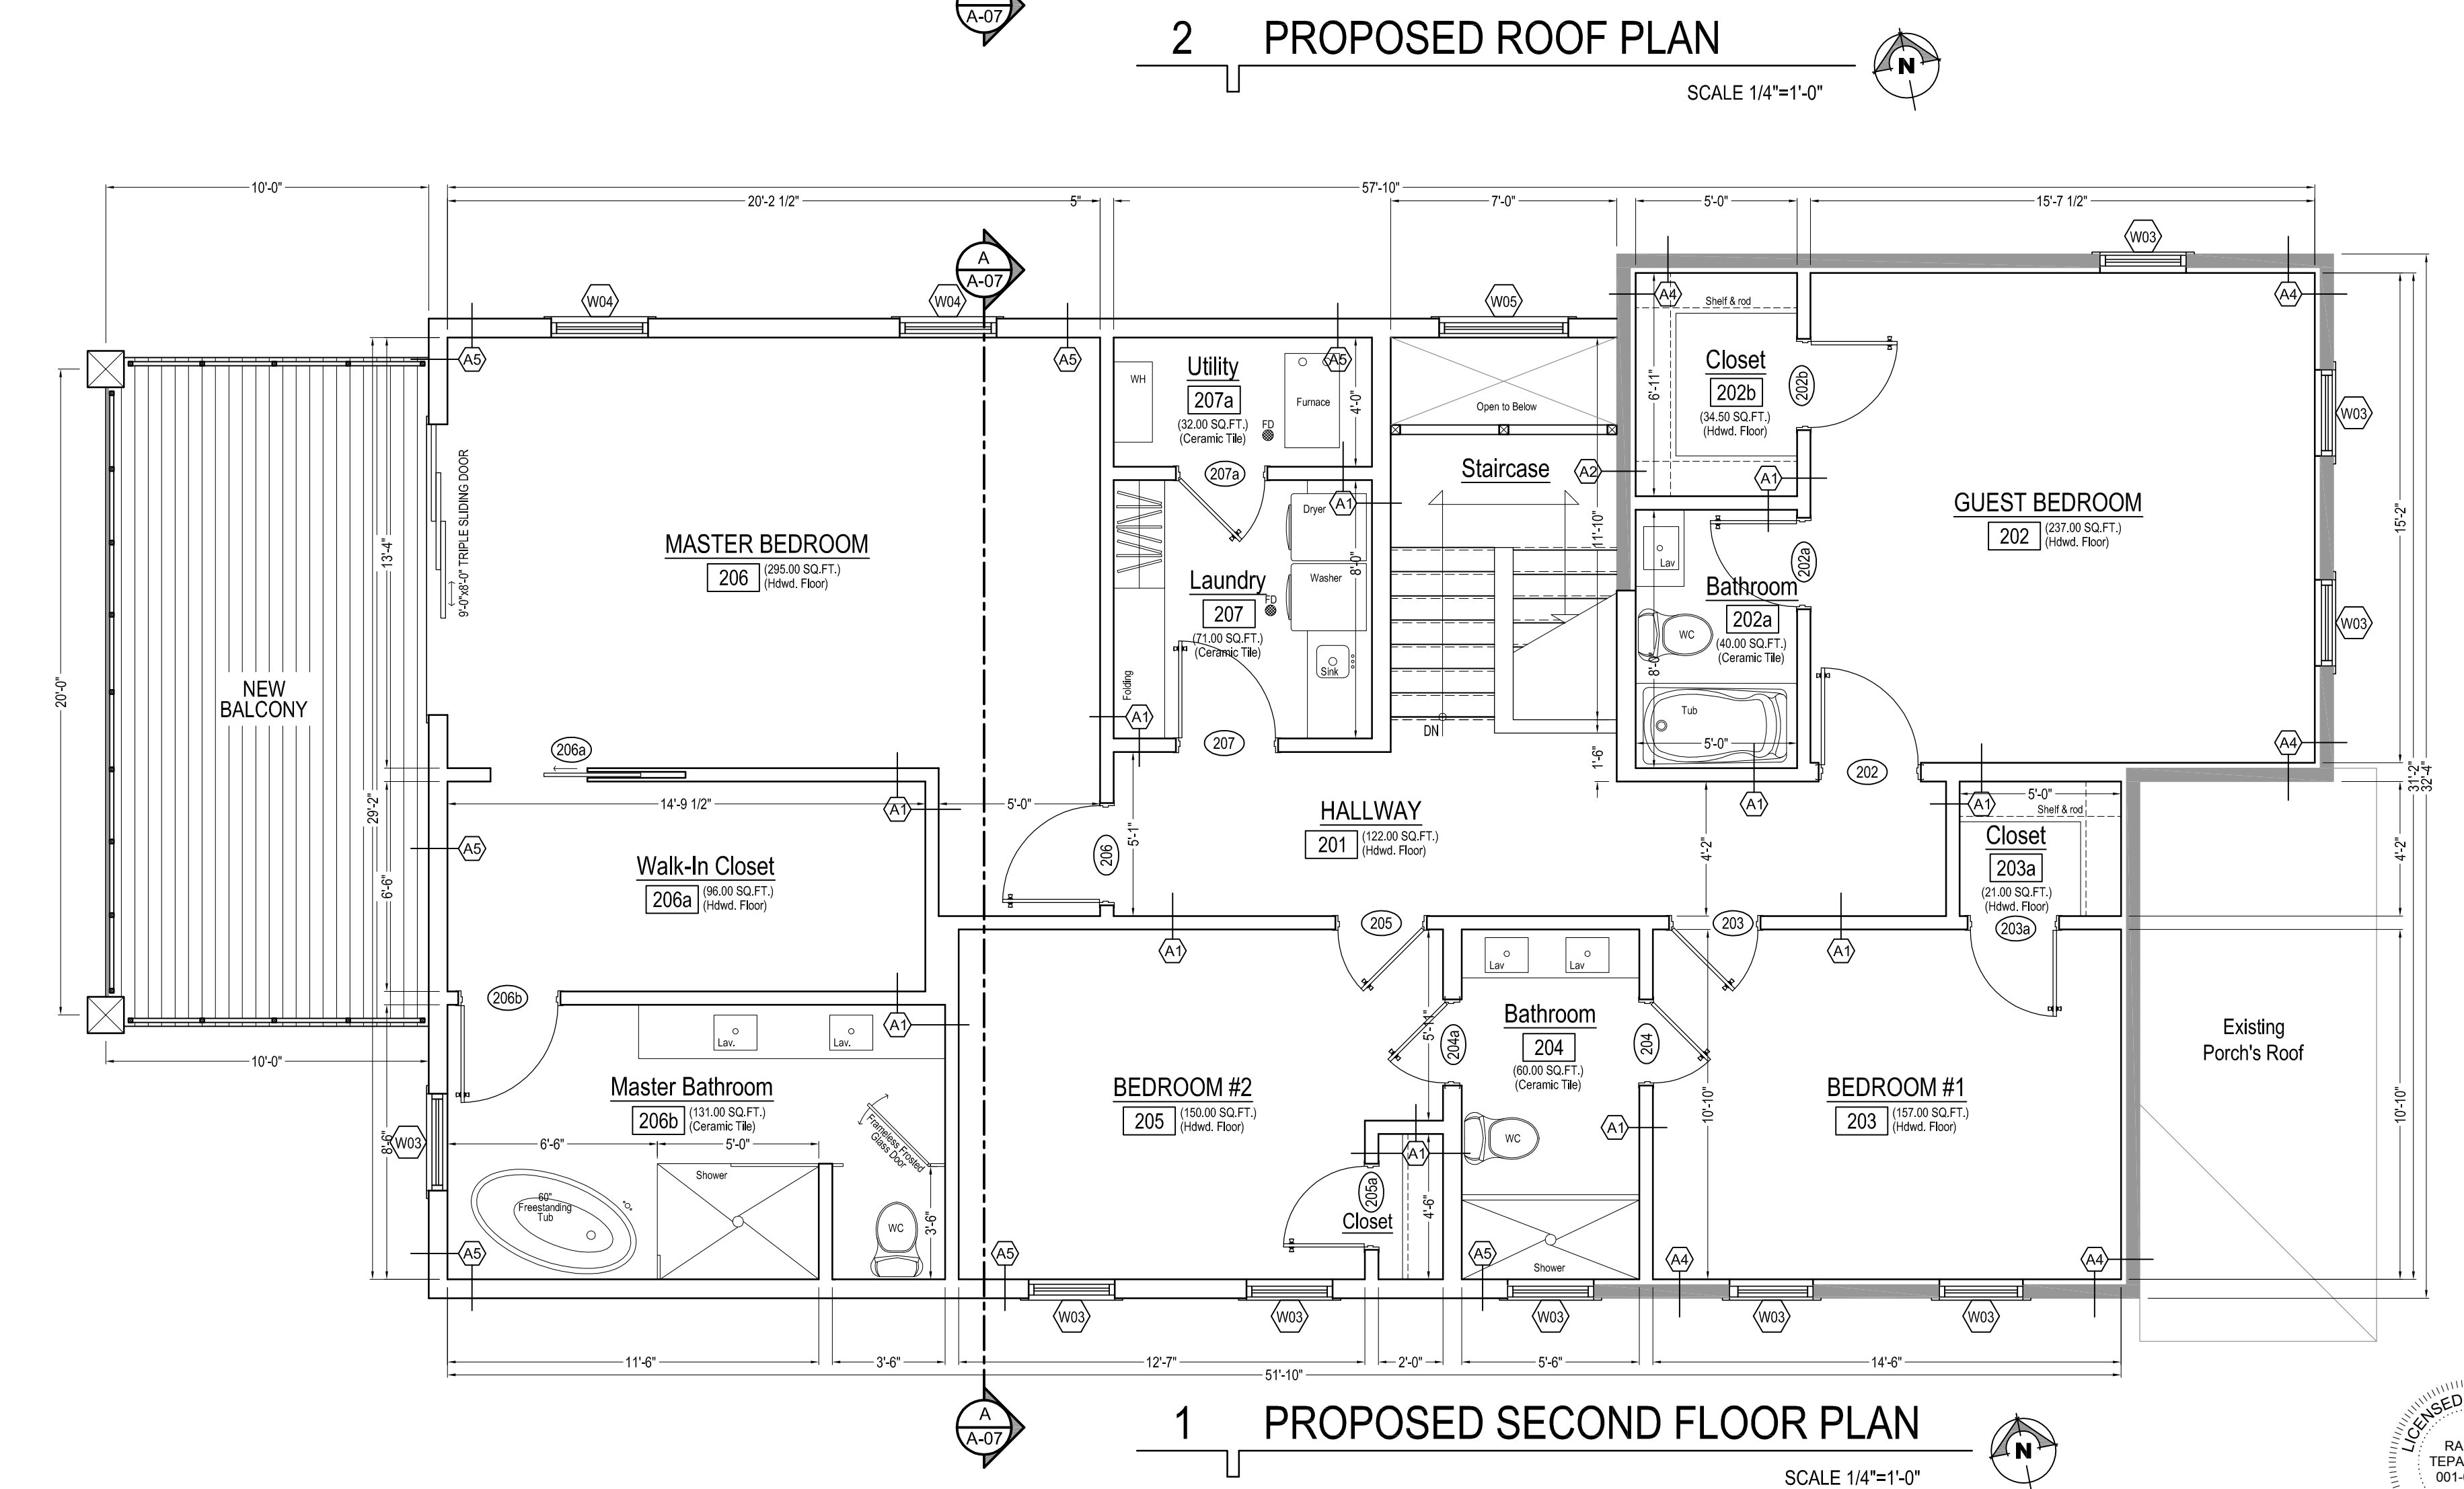 A-07
2 PROPOSED ROOF PLAN
N
SCALE 1/4"=1'-0"
10'-0"
57'-10"
20'-2 1/2"
5"
7'-0"
5'-0"
15'-7 1/2"
A
A-07
W03
W04
W04
W05
A4
A4
A5
A5
A5
Utility
207a
(32.00 SQ.FT.)
(Ceramic Tile)
WH
FD
Furnace
4'-0"
207a
Open to Below
Staircase
A2
Shelf & rod
Closet
202b
(34.50 SQ.FT.)
(Hdwd. Floor)
6'-11"
202b
A1
W03
9'-0"x8'-0" TRIPLE SLIDING DOOR
13'-4"
29'-2"
MASTER BEDROOM
206
(295.00 SQ.FT.)
(Hdwd. Floor)
Dryer
A1
Washer
8'-0"
Laundry
207
FD
(71.00 SQ.FT.)
(Ceramic Tile)
Sink
Folding
A1
207
11'-10"
DN
1'-6"
Lav
202a
Bathroom
202a
(40.00 SQ.FT.)
(Ceramic Tile)
WC
8'-0"
Tub
5'-0"
GUEST BEDROOM
202
(237.00 SQ.FT.)
(Hdwd. Floor)
15'-2"
W03
A4
31'-2"
32'-4"
20'-0"
NEW
BALCONY
10'-0"
206a
14'-9 1/2"
A1
5'-0"
A5
6'-6"
Walk-In Closet
206a
(96.00 SQ.FT.)
(Hdwd. Floor)
206
5'-1"
HALLWAY
201
(122.00 SQ.FT.)
(Hdwd. Floor)
4'-2"
A1
202
A1
5'-0"
Shelf & rod
Closet
203a
(21.00 SQ.FT.)
(Hdwd. Floor)
203a
4'-2"
206b
A1
A1
205
203
A1
Lav.
Lav.
Master Bathroom
206b
(131.00 SQ.FT.)
(Ceramic Tile)
6'-6"
5'-0"
8'-6"
W03
Frameless Frosted
Glass Door
Shower
60"
Freestanding
Tub
WC
3'-6"
A5
A5
BEDROOM #2
205
(150.00 SQ.FT.)
(Hdwd. Floor)
5'-11"
204a
A1
205a
Closet
4'-6"
Lav
Lav
Bathroom
204
(60.00 SQ.FT.)
(Ceramic Tile)
204
WC
A1
A5
Shower
10'-10"
BEDROOM #1
203
(157.00 SQ.FT.)
(Hdwd. Floor)
A4
A4
10'-10"
Existing
Porch's Roof
W03
W03
W03
W03
W03
11'-6"
3'-6"
12'-7"
2'-0"
5'-6"
14'-6"
51'-10"
A
A-07
1 PROPOSED SECOND FLOOR PLAN
N
SCALE 1/4"=1'-0"